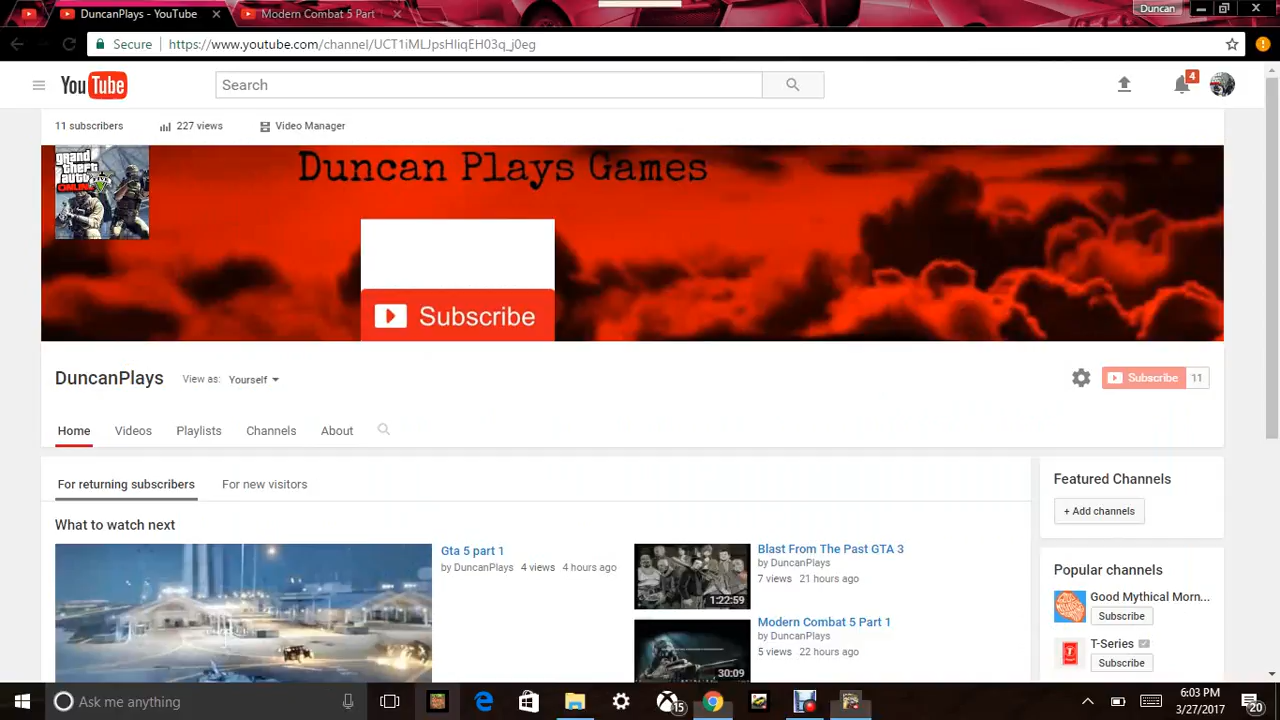 DuncanPlays - YouTube
Modern Combat 5 Part
Duncan
Secure
https://www.youtube.com/channel/UCT1iMLJpsHIiqEH03q_j0eg
YouTube
Search
4
11 subscribers
227 views
Video Manager
grand theft auto V
ONLINE
Duncan Plays Games
Subscribe
DuncanPlays
View as: Yourself
Subscribe 11
Home
Videos
Playlists
Channels
About
For returning subscribers
For new visitors
Featured Channels
+ Add channels
What to watch next
Gta 5 part 1
by DuncanPlays 4 views 4 hours ago
Blast From The Past GTA 3
by DuncanPlays
7 views 21 hours ago
1:22:59
Modern Combat 5 Part 1
by DuncanPlays
5 views 22 hours ago
30:09
Popular channels
Good Mythical Morn...
Subscribe
T-Series
Subscribe
Ask me anything
15
6:03 PM
3/27/2017
20